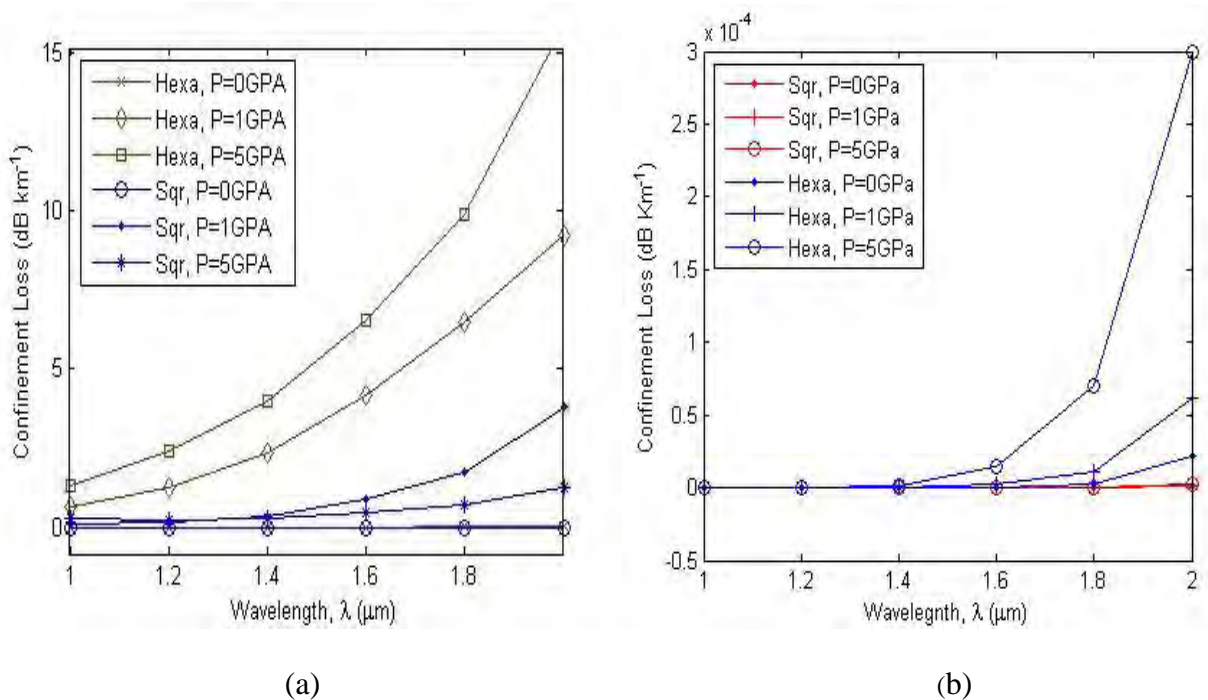 15
10
5
0
1
1.2
1.4
1.6
1.8
Confinement Loss (dB km⁻¹)
Wavelength, λ (μm)
Hexa, P=0GPA
Hexa, P=1GPA
Hexa, P=5GPA
Sqr, P=0GPA
Sqr, P=1GPA
Sqr, P=5GPA
(a)
x 10⁻⁴
3
2.5
2
1.5
1
0.5
0
-0.5
1
1.2
1.4
1.6
1.8
2
Confinement Loss (dB Km⁻¹)
Wavelegnth, λ (μm)
Sqr, P=0GPa
Sqr, P=1GPa
Sqr, P=5GPa
Hexa, P=0GPa
Hexa, P=1GPa
Hexa, P=5GPa
(b)